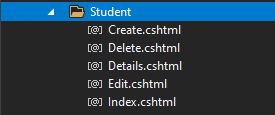 Student
[@] Create.cshtml
[@] Delete.cshtml
[@] Details.cshtml
[@] Edit.cshtml
[@] Index.cshtml